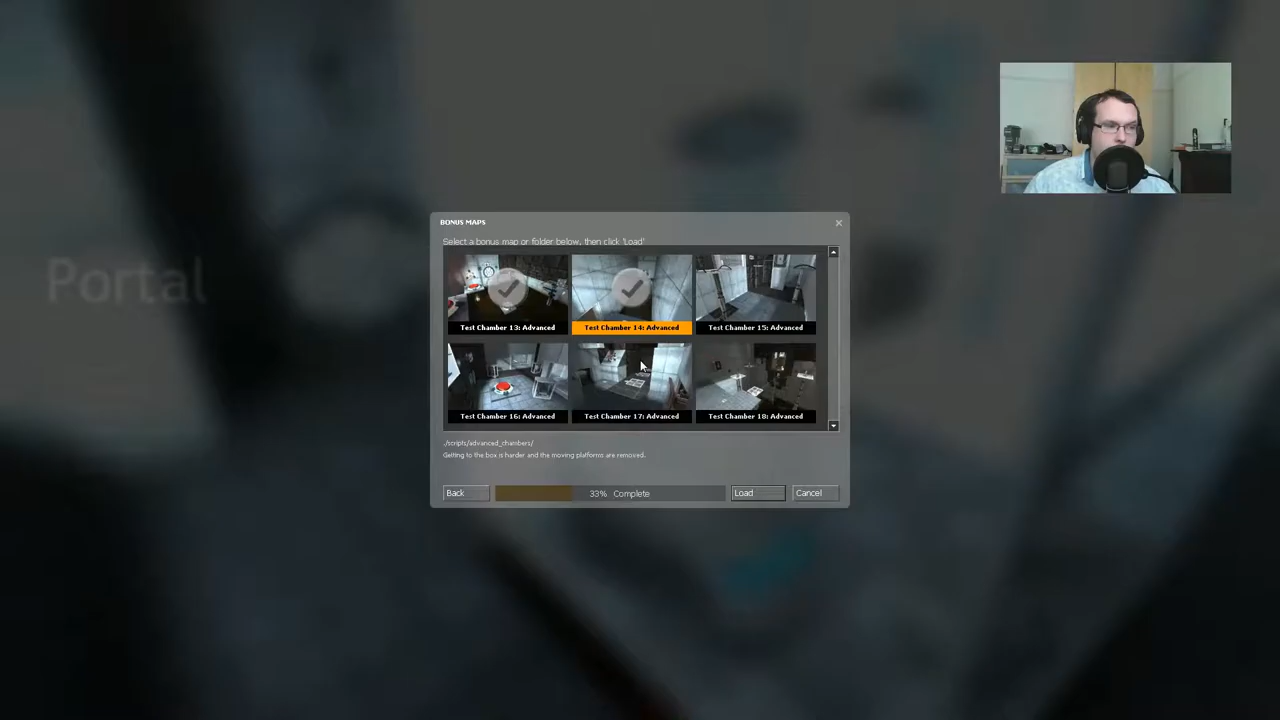 BONUS MAPS
Select a bonus map or folder below, then click 'Load'
Portal
Test Chamber 13: Advanced
Test Chamber 14: Advanced
Test Chamber 15: Advanced
Test Chamber 16: Advanced
Test Chamber 17: Advanced
Test Chamber 18: Advanced
./scripts/advanced_chambers/
Getting to the box is harder and the moving platforms are removed.
Back
33% Complete
Load
Cancel